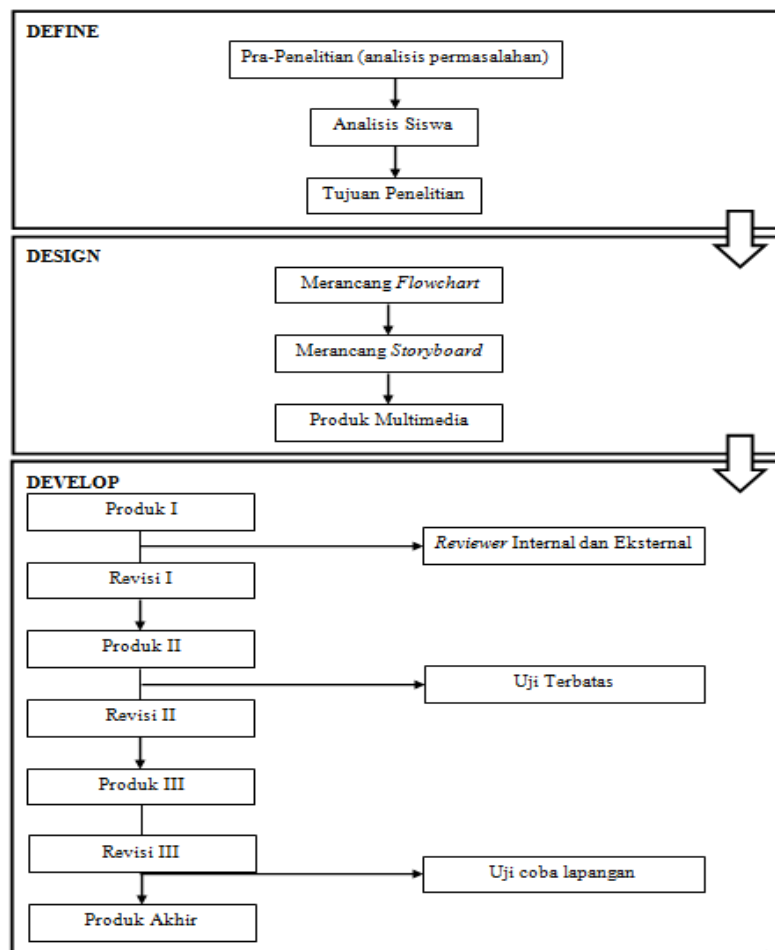 DEFINE
Pra-Penelitian (analisis permasalahan)
Analisis Siswa
Tujuan Penelitian
DESIGN
Merancang Flowchart
Merancang Storyboard
Produk Multimedia
DEVELOP
Produk I
Reviewer Internal dan Eksternal
Revisi I
Produk II
Uji Terbatas
Revisi II
Produk III
Revisi III
Uji coba lapangan
Produk Akhir